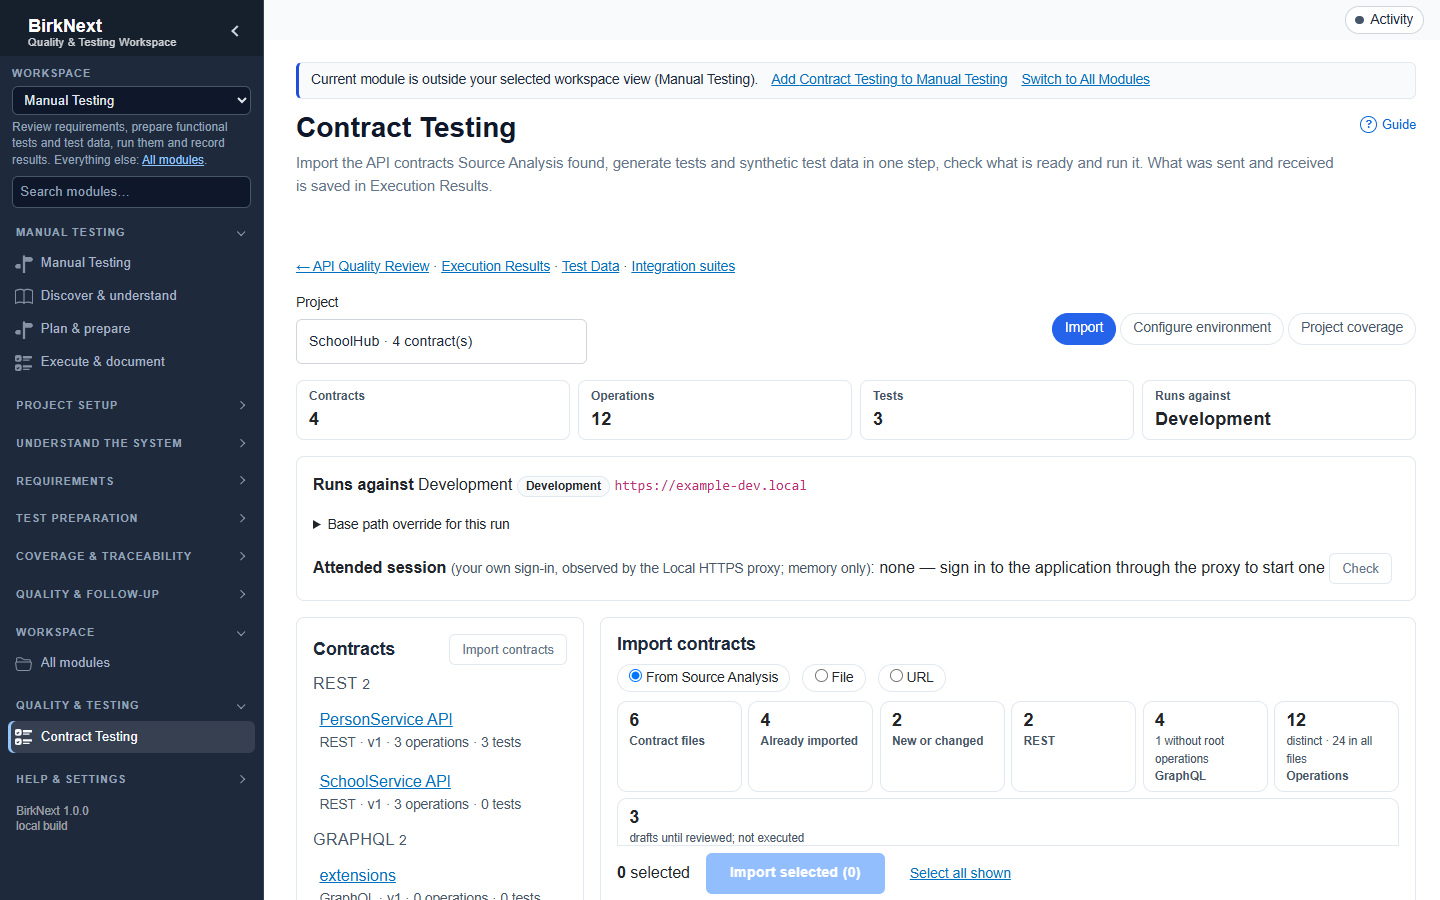 BirkNext
Quality & Testing Workspace
WORKSPACE
Manual Testing
Review requirements, prepare functional
tests and test data, run them and record
results. Everything else: All modules.
Search modules...
MANUAL TESTING
Manual Testing
Discover & understand
Plan & prepare
Execute & document
PROJECT SETUP
UNDERSTAND THE SYSTEM
REQUIREMENTS
TEST PREPARATION
COVERAGE & TRACEABILITY
QUALITY & FOLLOW-UP
WORKSPACE
All modules
QUALITY & TESTING
Contract Testing
HELP & SETTINGS
BirkNext 1.0.0
local build
Activity
Current module is outside your selected workspace view (Manual Testing). Add Contract Testing to Manual Testing Switch to All Modules
Contract Testing
? Guide
Import the API contracts Source Analysis found, generate tests and synthetic test data in one step, check what is ready and run it. What was sent and received
is saved in Execution Results.
← API Quality Review · Execution Results · Test Data · Integration suites
Project
SchoolHub · 4 contract(s)
Import Configure environment Project coverage
Contracts
4
Operations
12
Tests
3
Runs against
Development
Runs against Development Development https://example-dev.local
▶ Base path override for this run
Attended session (your own sign-in, observed by the Local HTTPS proxy; memory only): none — sign in to the application through the proxy to start one Check
Contracts
Import contracts
REST 2
PersonService API
REST · v1 · 3 operations · 3 tests
SchoolService API
REST · v1 · 3 operations · 0 tests
GRAPHQL 2
extensions
GraphQL · v1 · 0 operations · 0 tests
Import contracts
From Source Analysis File URL
6
Contract files
4
Already imported
2
New or changed
2
REST
4
1 without root
operations
GraphQL
12
distinct · 24 in all
files
Operations
3
drafts until reviewed; not executed
0 selected Import selected (0) Select all shown